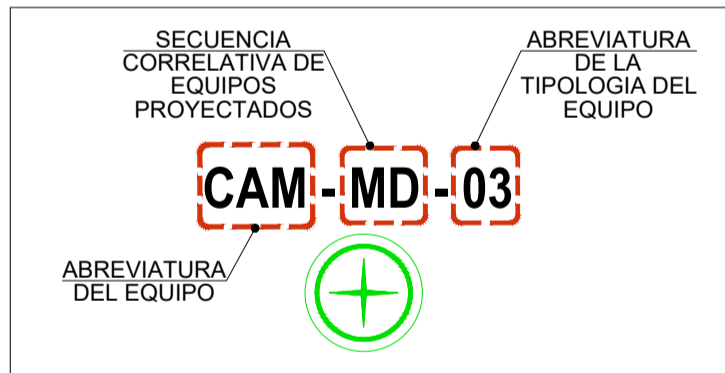 SECUENCIA
CORRELATIVA DE
EQUIPOS
PROYECTADOS
ABREVIATURA
DE LA
TIPOLOGIA DEL
EQUIPO
CAM-MD-03
ABREVIATURA
DEL EQUIPO